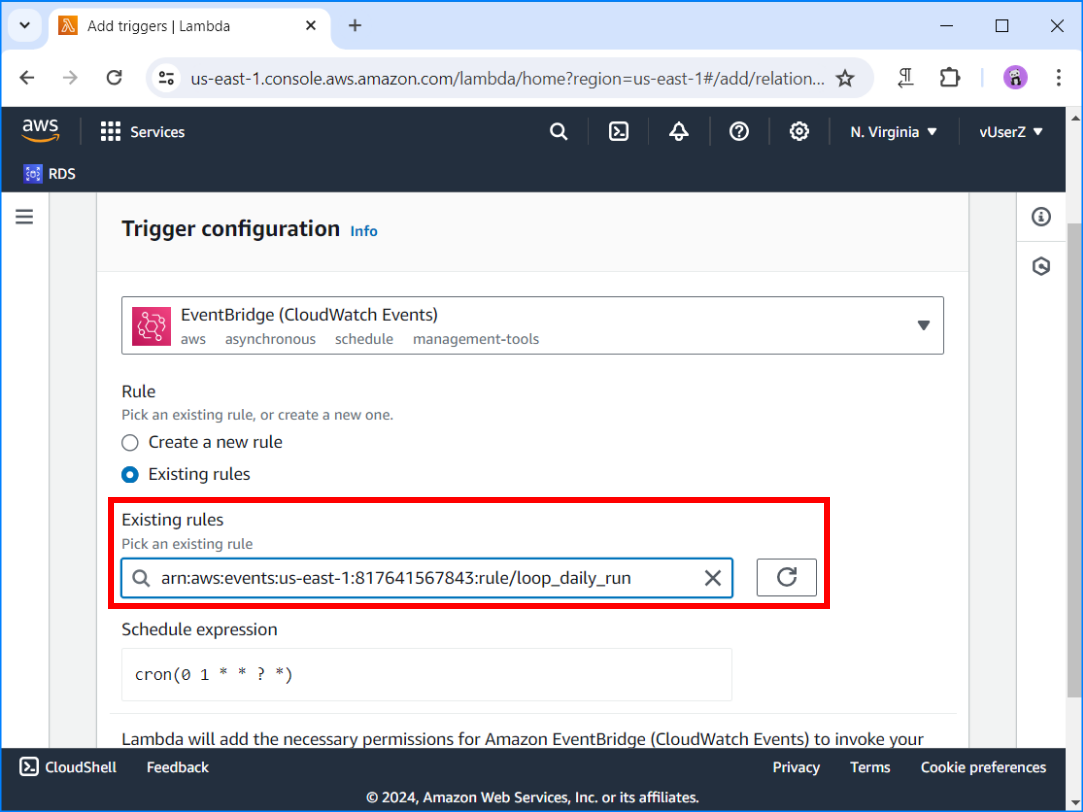 Add triggers | Lambda
us-east-1.console.aws.amazon.com/lambda/home?region=us-east-1#/add/relation...
aws Services N. Virginia vUserZ
RDS
Trigger configuration Info
EventBridge (CloudWatch Events)
aws asynchronous schedule management-tools
Rule
Pick an existing rule, or create a new one.
Create a new rule
Existing rules
Existing rules
Pick an existing rule
arn:aws:events:us-east-1:817641567843:rule/loop_daily_run
Schedule expression
cron(0 1 * * ? *)
Lambda will add the necessary permissions for Amazon EventBridge (CloudWatch Events) to invoke your
CloudShell Feedback Privacy Terms Cookie preferences
© 2024, Amazon Web Services, Inc. or its affiliates.